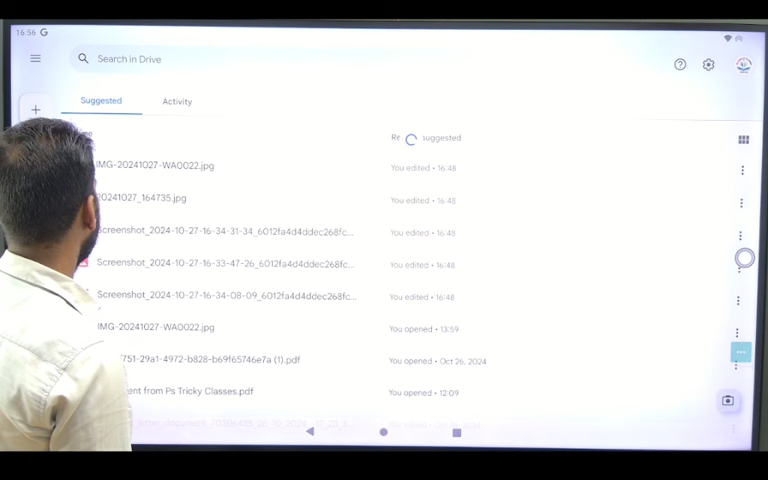 16:56 G
Search in Drive
Suggested
Activity
suggested
IMG-20241027-WA0022.jpg
You edited • 16:48
20241027_164735.jpg
You edited • 16:48
Screenshot_2024-10-27-16-34-31-34_6012fa4d4ddec268fc...
You edited • 16:48
Screenshot_2024-10-27-16-33-47-26_6012fa4d4ddec268fc...
You edited • 16:48
Screenshot_2024-10-27-16-34-08-09_6012fa4d4ddec268fc...
You edited • 16:48
IMG-20241027-WA0022.jpg
You opened • 13:59
751-29a1-4972-b828-b69f65746e7a (1).pdf
You opened • Oct 26, 2024
ent from Ps Tricky Classes.pdf
You opened • 12:09